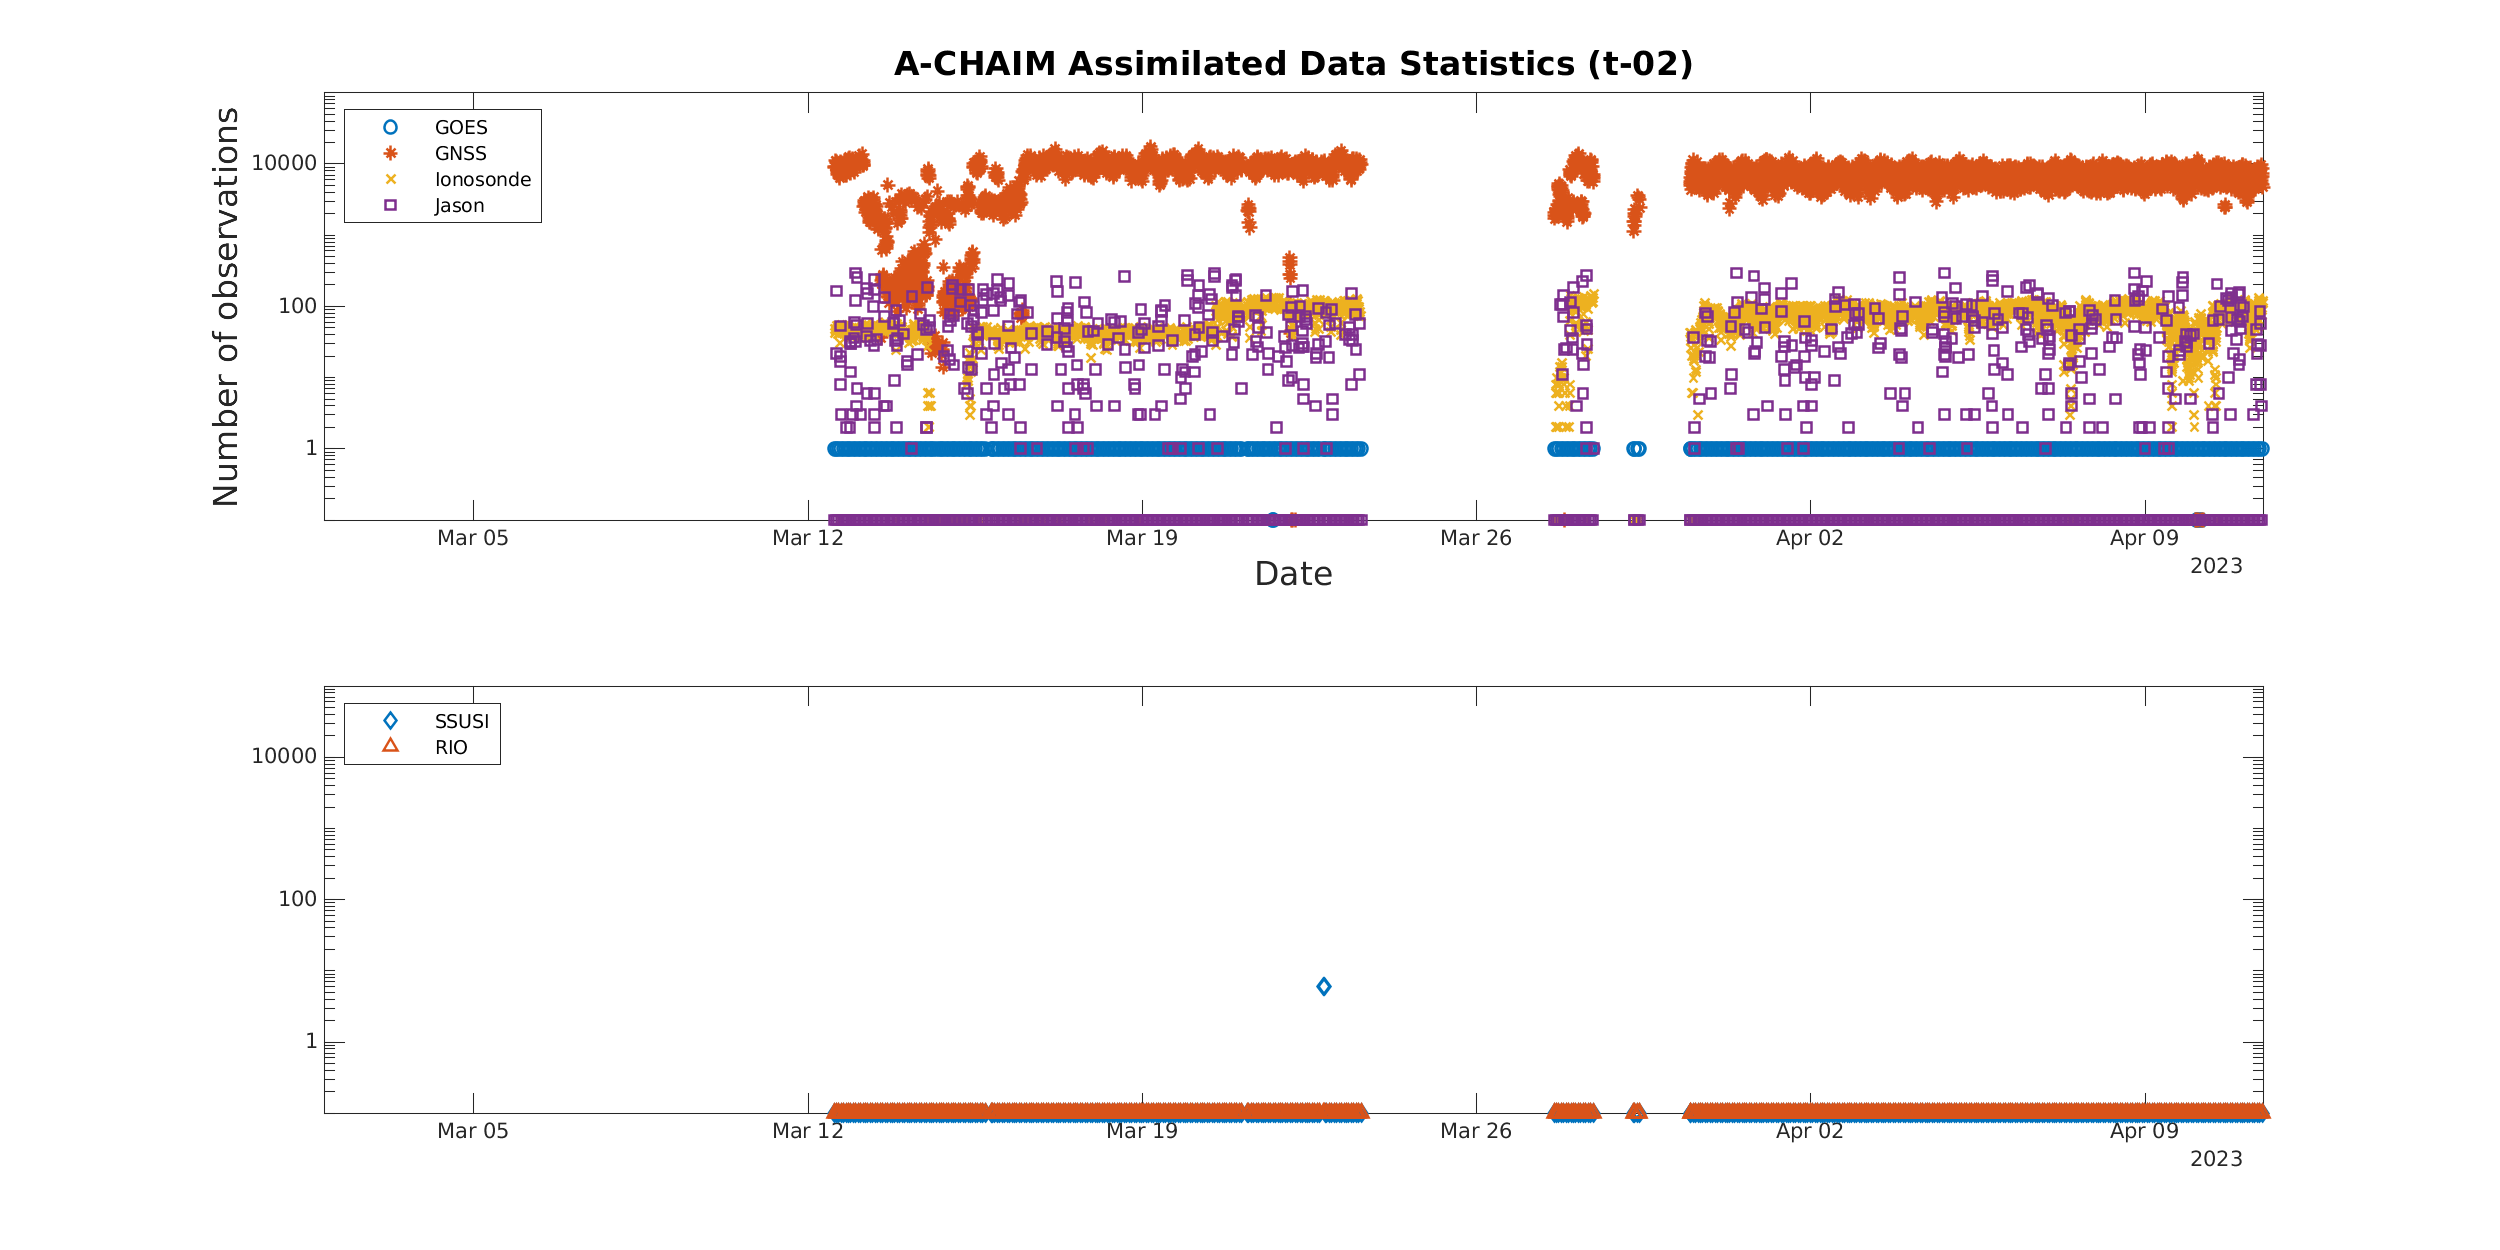 A-CHAIM Assimilated Data Statistics (t-02)
Number of observations
10000
100
1
GOES
GNSS
Ionosonde
Jason
Mar 05
Mar 12
Mar 19
Mar 26
Apr 02
Apr 09
2023
Date
10000
100
1
SSUSI
RIO
Mar 05
Mar 12
Mar 19
Mar 26
Apr 02
Apr 09
2023